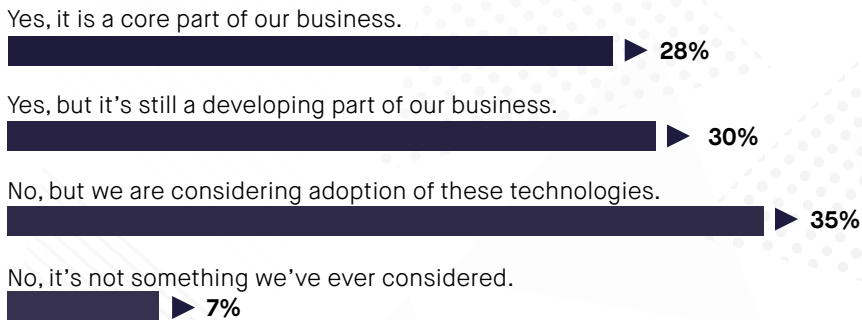 Yes, it is a core part of our business.
28%
Yes, but it’s still a developing part of our business.
30%
No, but we are considering adoption of these technologies.
35%
No, it’s not something we’ve ever considered.
7%